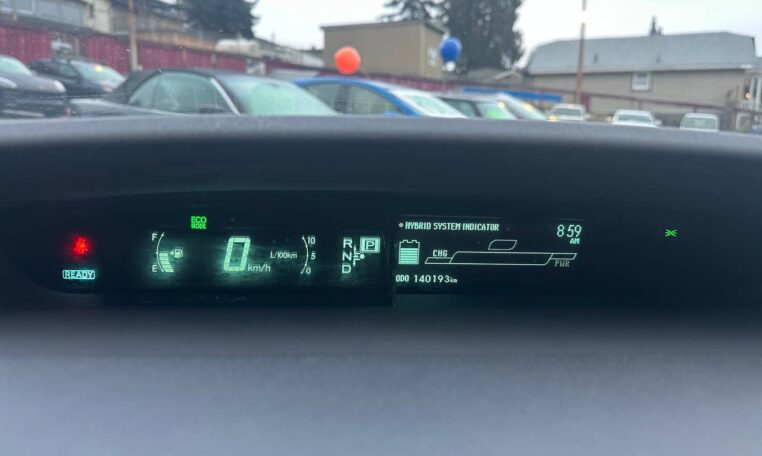 ECO
MODE
READY
F
E
0
km/h
L/100km
10
5
0
R
N
D
P
HYBRID SYSTEM INDICATOR
8:59
AM
CHG
PWR
ODO 140193km